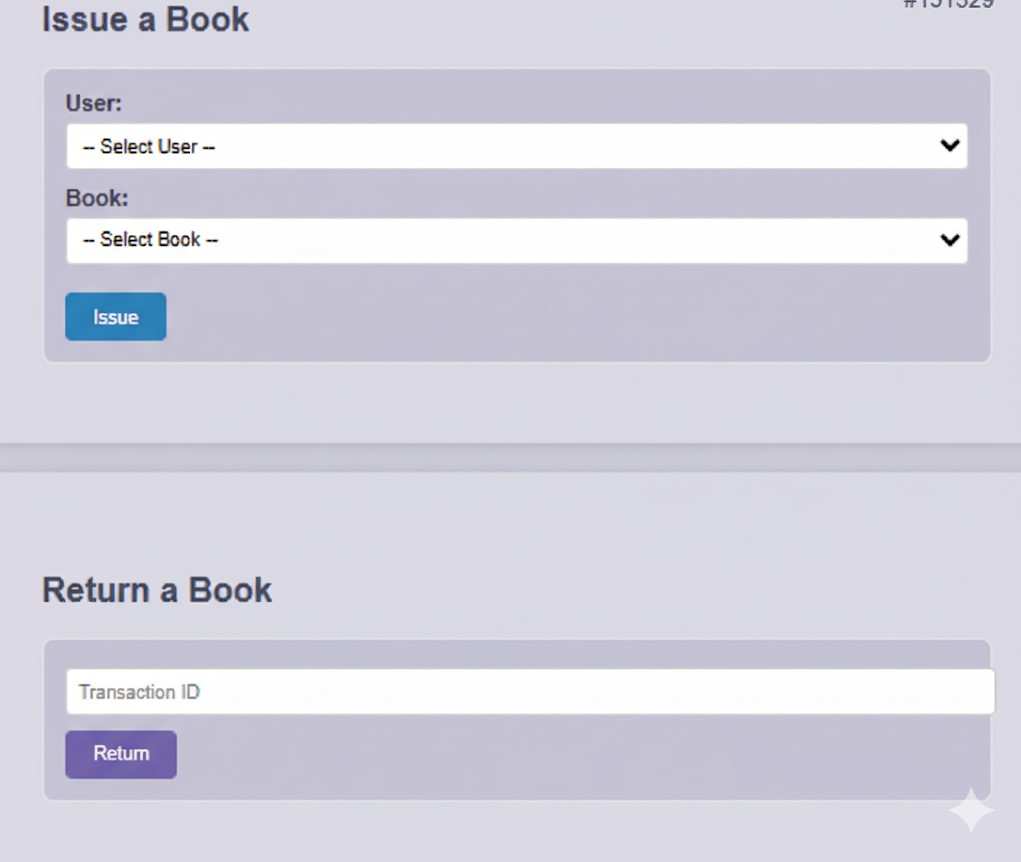 Issue a Book
User:
-- Select User --
Book:
-- Select Book --
Issue
Return a Book
Transaction ID
Return